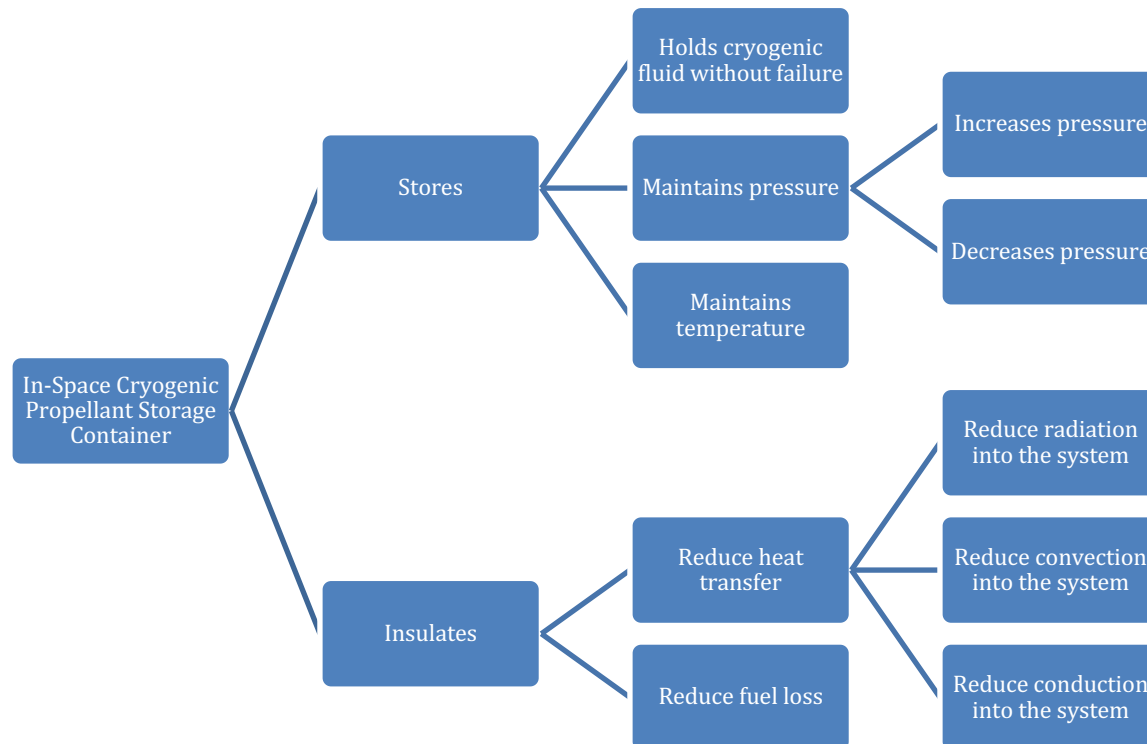 Holds cryogenic
fluid without failure
Increases pressure
Stores
Maintains pressure
Decreases pressure
Maintains
temperature
In-Space Cryogenic
Propellant Storage
Container
Reduce radiation
into the system
Reduce heat
transfer
Reduce convection
into the system
Insulates
Reduce fuel loss
Reduce conduction
into the system